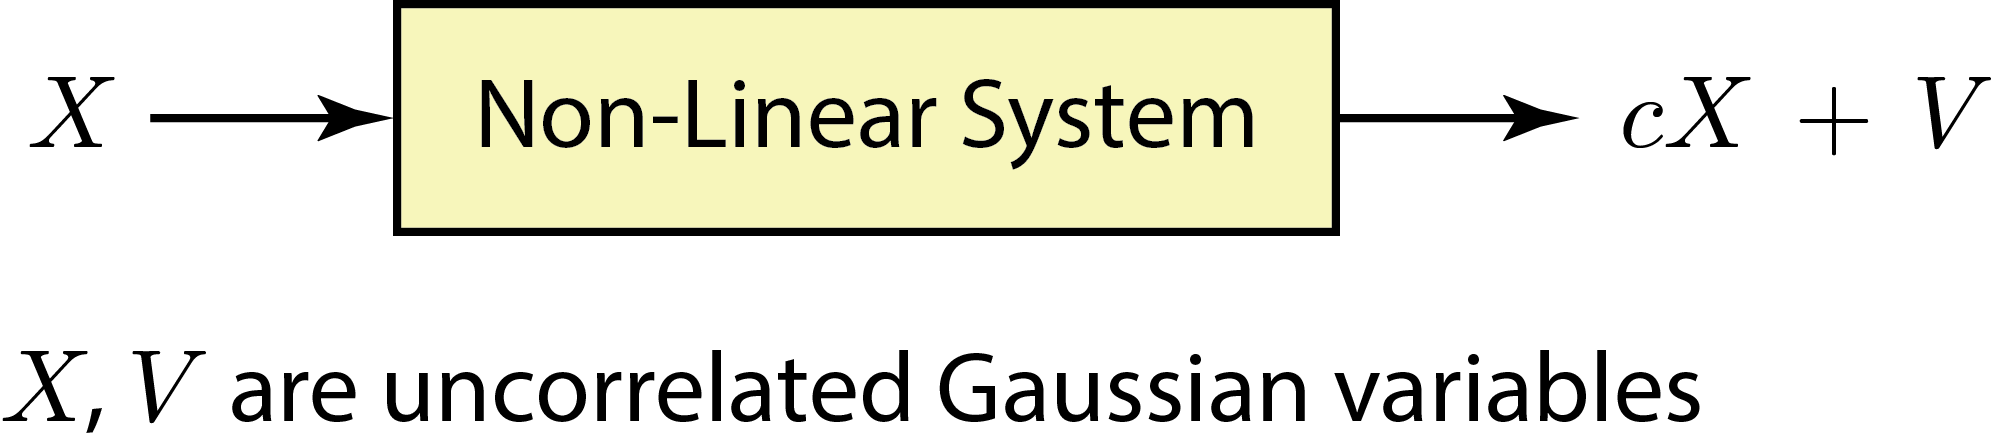 X Non-Linear System cX + V
X, V are uncorrelated Gaussian variables